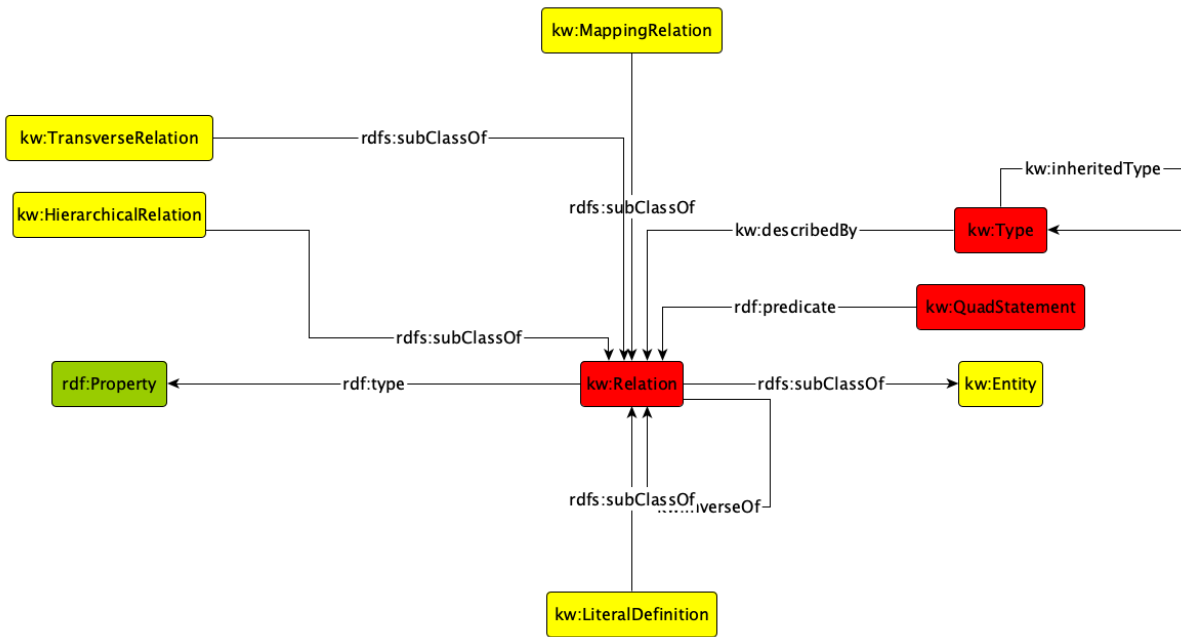 kw:MappingRelation
kw:TransverseRelation
rdfs:subClassOf
kw:inheritedType
kw:HierarchicalRelation
rdfs:subClassOf
kw:describedBy
kw:Type
rdf:predicate
kw:QuadStatement
rdfs:subClassOf
rdf:Property
rdf:type
kw:Relation
rdfs:subClassOf
kw:Entity
rdfs:subClassOf
verseOf
kw:LiteralDefinition